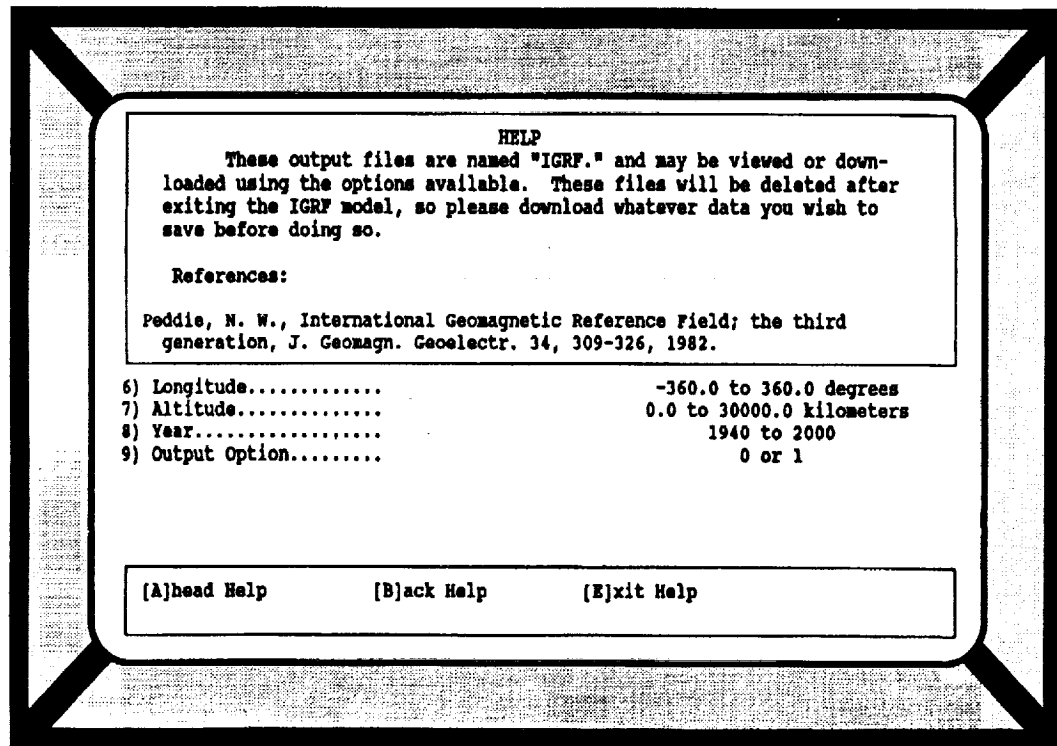 HELP
These output files are named "IGRF." and may be viewed or down-
loaded using the options available. These files will be deleted after
exiting the IGRF model, so please download whatever data you wish to
save before doing so.
References:
Peddie, N. W., International Geomagnetic Reference Field; the third
generation, J. Geomagn. Geoelectr. 34, 309-326, 1982.
6) Longitude............. -360.0 to 360.0 degrees
7) Altitude.............. 0.0 to 30000.0 kilometers
8) Year.................. 1940 to 2000
9) Output Option......... 0 or 1
[A]head Help [B]ack Help [E]xit Help